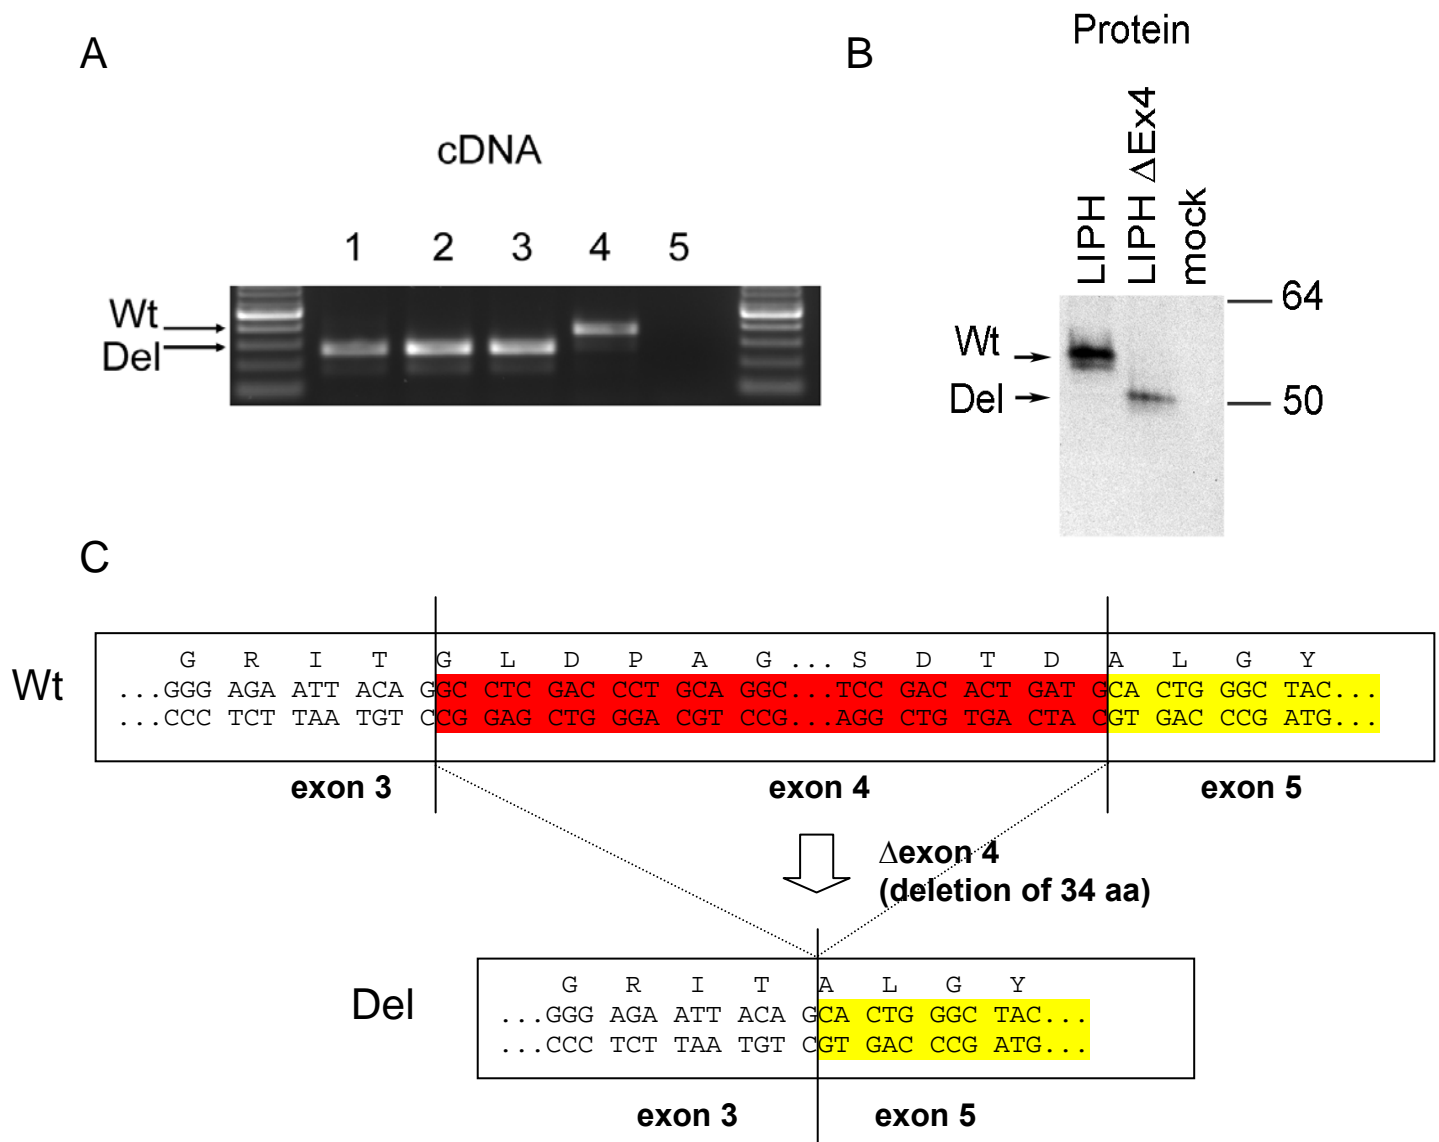 A
cDNA
1 2 3 4 5
Wt
Del
B
Protein
LIPH
LIPH ΔEx4
mock
64
Wt
Del
50
C
Wt
G R I T G L D P A G... S D T D A L G Y
...GGG AGA ATT ACA GGC CTC GAC CCT GCA GGC...TCC GAC ACT GAT GCA CTG GGC TAC...
...CCC TCT TAA TGT CCG GAG CTG GGA CGT CCG...AGG CTG TGA CTA CGT GAC CCG ATG...
exon 3 exon 4 exon 5
Δexon 4
(deletion of 34 aa)
Del
G R I T A L G Y
...GGG AGA ATT ACA GCA CTG GGC TAC...
...CCC TCT TAA TGT CGT GAC CCG ATG...
exon 3 exon 5